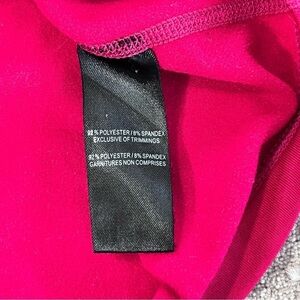 92% POLYESTER / 8% SPANDEX
EXCLUSIVE OF TRIMMINGS
92% POLYESTER / 8% SPANDEX
GARNITURES NON COMPRISES